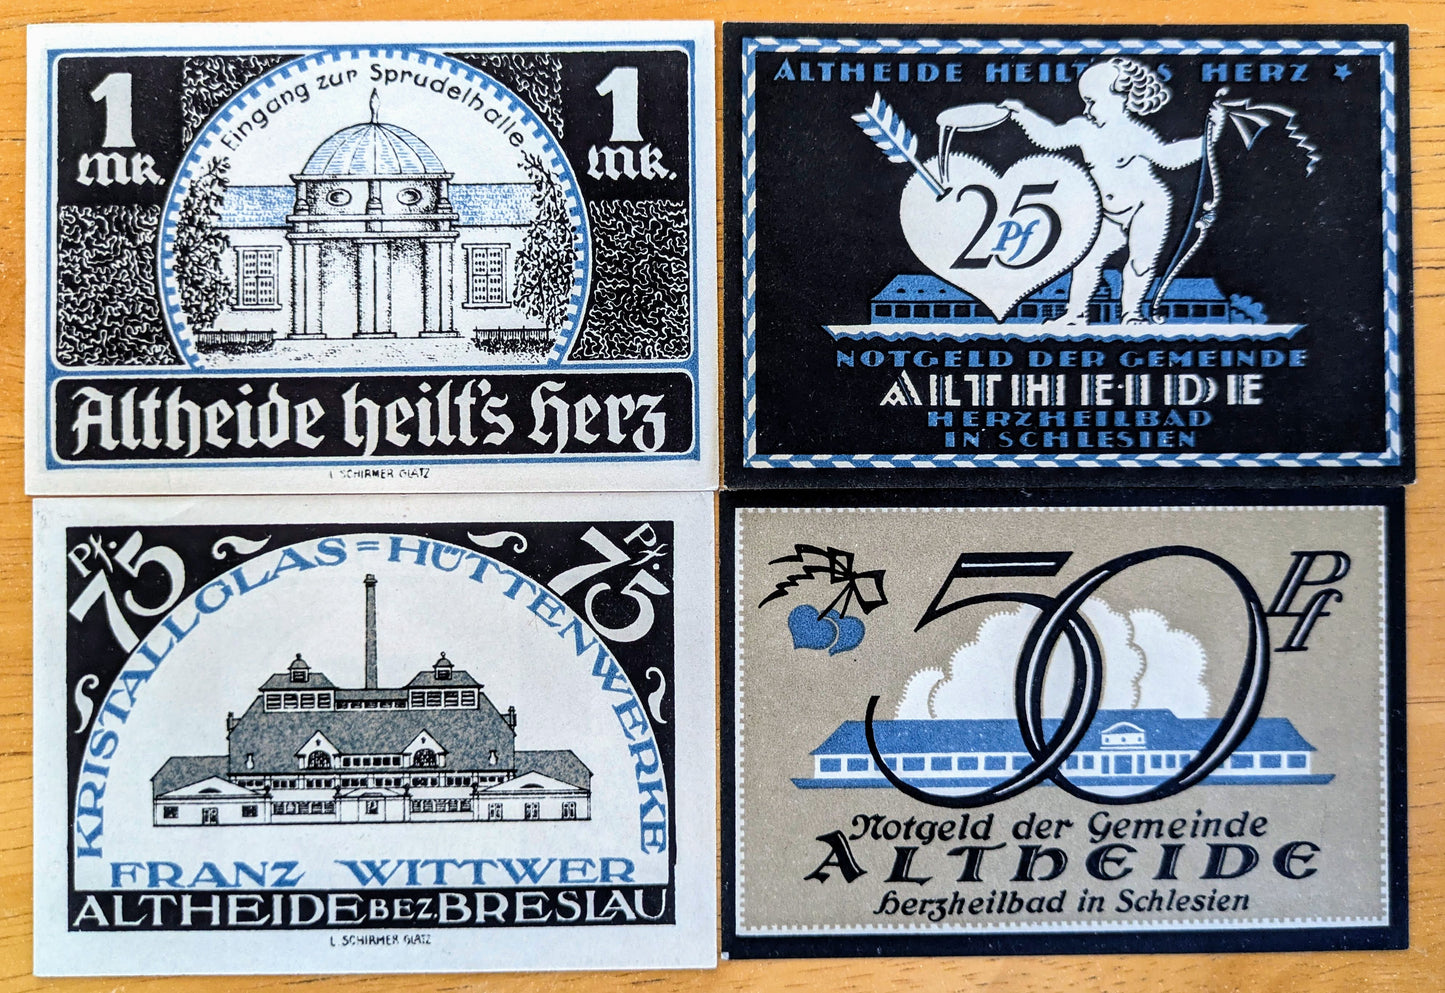 1 Mk.
Eingang zur Sprudelhalle.
1 Mk.
Altheide heilt's Herz
L. SCHIRMER GLATZ
ALTHEIDE HEILT S HERZ
25 Pf
NOTGELD DER GEMEINDE
ALTHEIDE
HERZHEILBAD
IN SCHLESIEN
Pf. 75
KRISTALLGLAS=HÜTTENWERKE
75 Pf.
FRANZ WITTWER
ALTHEIDE BEZ. BRESLAU
L. SCHIRMER GLATZ
50 Pf
Notgeld der Gemeinde
ALTHEIDE
Herzheilbad in Schlesien